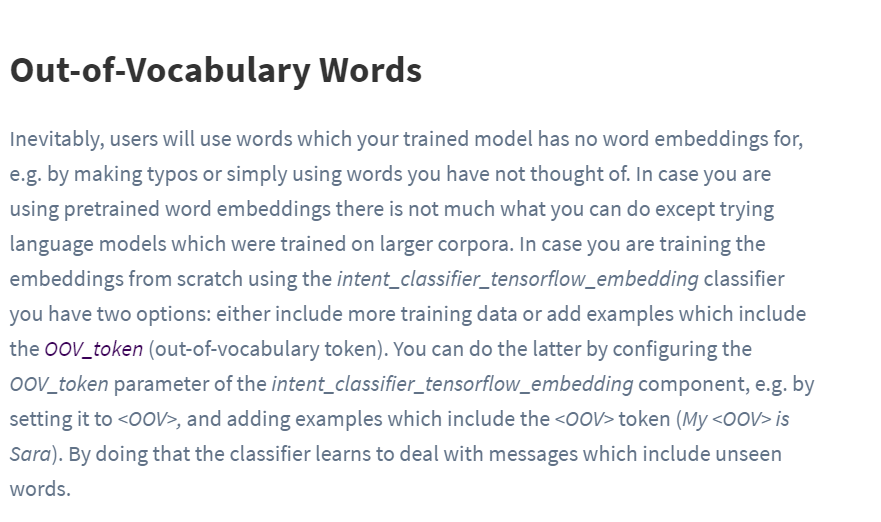 Out-of-Vocabulary Words
Inevitably, users will use words which your trained model has no word embeddings for,
e.g. by making typos or simply using words you have not thought of. In case you are
using pretrained word embeddings there is not much what you can do except trying
language models which were trained on larger corpora. In case you are training the
embeddings from scratch using the intent_classifier_tensorflow_embedding classifier
you have two options: either include more training data or add examples which include
the OOV_token (out-of-vocabulary token). You can do the latter by configuring the
OOV_token parameter of the intent_classifier_tensorflow_embedding component, e.g. by
setting it to <OOV>, and adding examples which include the <OOV> token (My <OOV> is
Sara). By doing that the classifier learns to deal with messages which include unseen
words.